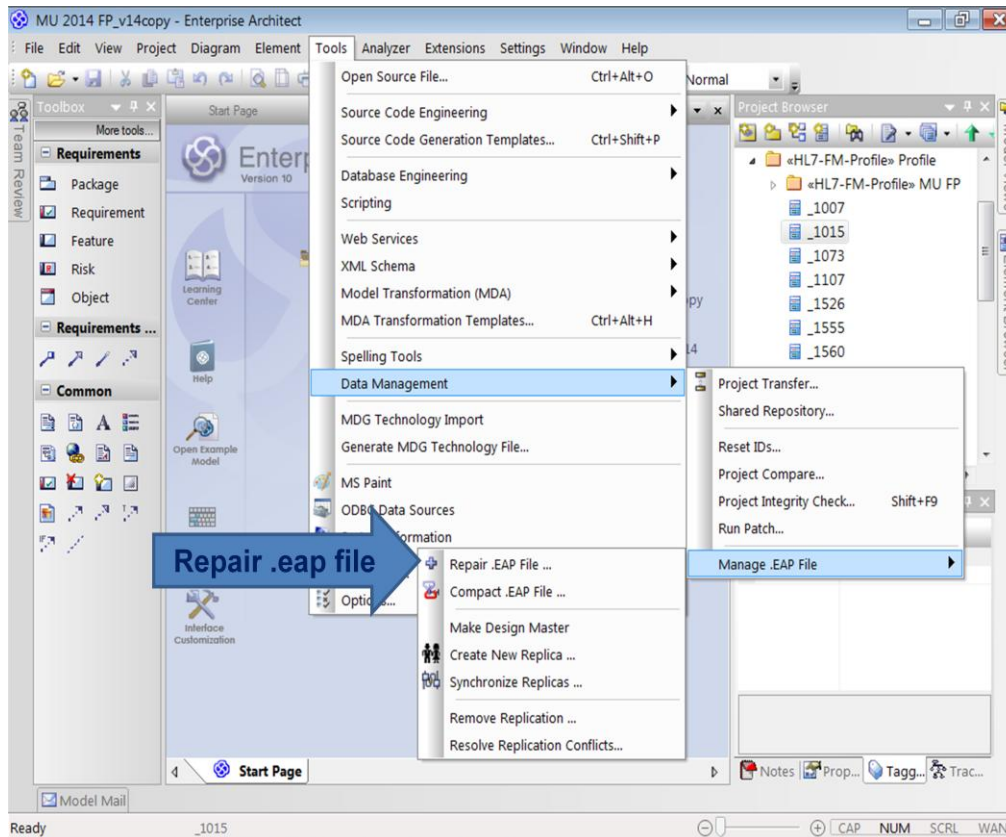 MU 2014 FP_v14copy - Enterprise Architect
File Edit View Project Diagram Element Tools Analyzer Extensions Settings Window Help
Normal
Toolbox
More tools...
Team Review
Requirements
Package
Requirement
Feature
Risk
Object
Requirements ...
Common
Start Page
Enterp
Version 10
Learning
Center
Help
Open Example
Model
Interface
Customization
Open Source File... Ctrl+Alt+O
Source Code Engineering
Source Code Generation Templates... Ctrl+Shift+P
Database Engineering
Scripting
Web Services
XML Schema
Model Transformation (MDA)
MDA Transformation Templates... Ctrl+Alt+H
Spelling Tools
Data Management
MDG Technology Import
Generate MDG Technology File...
MS Paint
ODBC Data Sources
Options...
Project Transfer...
Shared Repository...
Reset IDs...
Project Compare...
Project Integrity Check... Shift+F9
Run Patch...
Manage .EAP File
Repair .eap file
Repair .EAP File ...
Compact .EAP File ...
Make Design Master
Create New Replica ...
Synchronize Replicas ...
Remove Replication ...
Resolve Replication Conflicts...
Project Browser
«HL7-FM-Profile» Profile
«HL7-FM-Profile» MU FP
_1007
_1015
_1073
_1107
_1526
_1555
_1560
Start Page
Notes Prop... Tagg... Trac...
Model Mail
Ready _1015 CAP NUM SCRL WAN